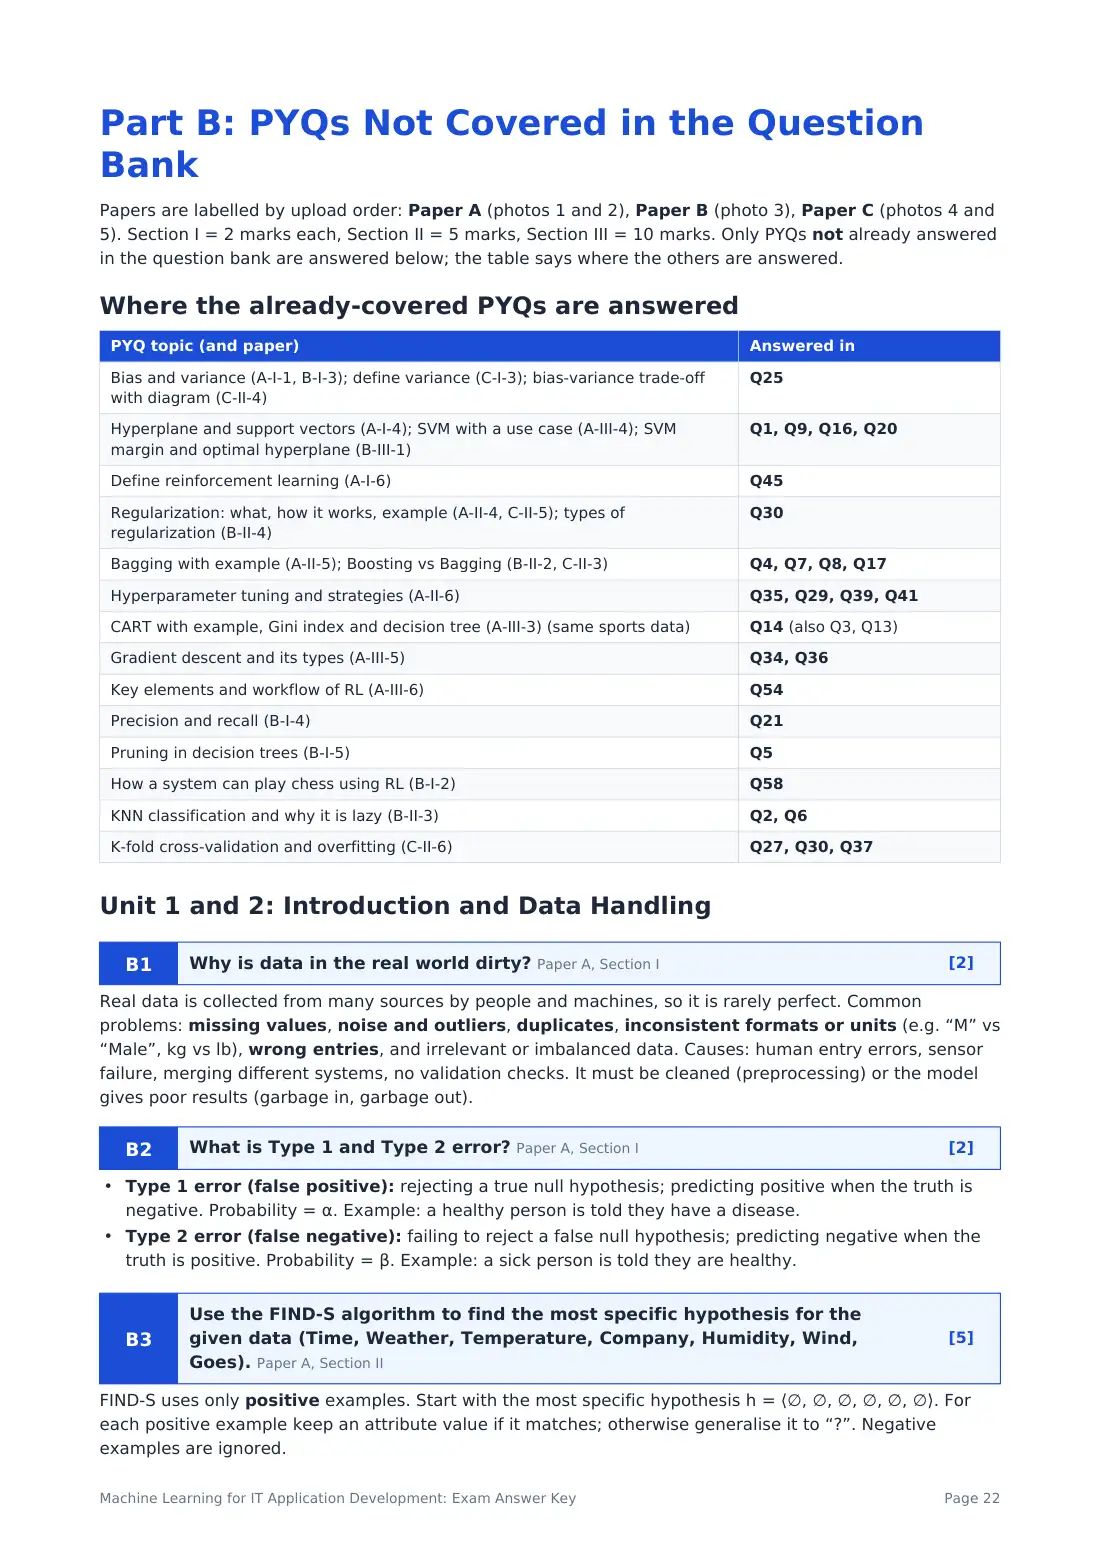 Part B: PYQs Not Covered in the Question
Bank
Papers are labelled by upload order: Paper A (photos 1 and 2), Paper B (photo 3), Paper C (photos 4 and
5). Section I = 2 marks each, Section II = 5 marks, Section III = 10 marks. Only PYQs not already answered
in the question bank are answered below; the table says where the others are answered.
Where the already-covered PYQs are answered
PYQ topic (and paper) Answered in
Bias and variance (A-I-1, B-I-3); define variance (C-I-3); bias-variance trade-off Q25
with diagram (C-II-4)
Hyperplane and support vectors (A-I-4); SVM with a use case (A-III-4); SVM Q1, Q9, Q16, Q20
margin and optimal hyperplane (B-III-1)
Define reinforcement learning (A-I-6) Q45
Regularization: what, how it works, example (A-II-4, C-II-5); types of Q30
regularization (B-II-4)
Bagging with example (A-II-5); Boosting vs Bagging (B-II-2, C-II-3) Q4, Q7, Q8, Q17
Hyperparameter tuning and strategies (A-II-6) Q35, Q29, Q39, Q41
CART with example, Gini index and decision tree (A-III-3) (same sports data) Q14 (also Q3, Q13)
Gradient descent and its types (A-III-5) Q34, Q36
Key elements and workflow of RL (A-III-6) Q54
Precision and recall (B-I-4) Q21
Pruning in decision trees (B-I-5) Q5
How a system can play chess using RL (B-I-2) Q58
KNN classification and why it is lazy (B-II-3) Q2, Q6
K-fold cross-validation and overfitting (C-II-6) Q27, Q30, Q37
Unit 1 and 2: Introduction and Data Handling
B1 Why is data in the real world dirty? Paper A, Section I [2]
Real data is collected from many sources by people and machines, so it is rarely perfect. Common
problems: missing values, noise and outliers, duplicates, inconsistent formats or units (e.g. “M” vs
“Male”, kg vs lb), wrong entries, and irrelevant or imbalanced data. Causes: human entry errors, sensor
failure, merging different systems, no validation checks. It must be cleaned (preprocessing) or the model
gives poor results (garbage in, garbage out).
B2 What is Type 1 and Type 2 error? Paper A, Section I [2]
• Type 1 error (false positive): rejecting a true null hypothesis; predicting positive when the truth is
negative. Probability = α. Example: a healthy person is told they have a disease.
• Type 2 error (false negative): failing to reject a false null hypothesis; predicting negative when the
truth is positive. Probability = β. Example: a sick person is told they are healthy.
Use the FIND-S algorithm to find the most specific hypothesis for the
B3 given data (Time, Weather, Temperature, Company, Humidity, Wind, [5]
Goes). Paper A, Section II
FIND-S uses only positive examples. Start with the most specific hypothesis h = ⟨∅, ∅, ∅, ∅, ∅, ∅⟩. For
each positive example keep an attribute value if it matches; otherwise generalise it to “?”. Negative
examples are ignored.
Machine Learning for IT Application Development: Exam Answer Key Page 22